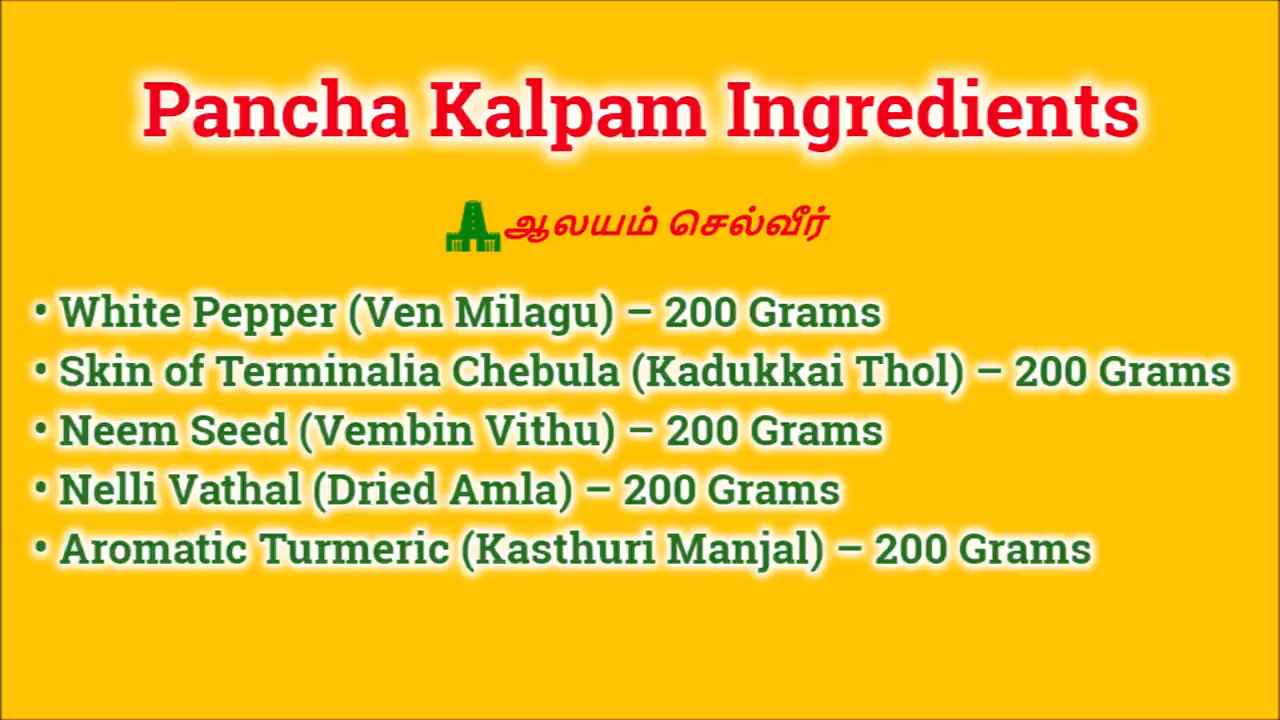 Pancha Kalpam Ingredients
ஆலயம் செல்வீர்
• White Pepper (Ven Milagu) – 200 Grams
• Skin of Terminalia Chebula (Kadukkai Thol) – 200 Grams
• Neem Seed (Vembin Vithu) – 200 Grams
• Nelli Vathal (Dried Amla) – 200 Grams
• Aromatic Turmeric (Kasthuri Manjal) – 200 Grams